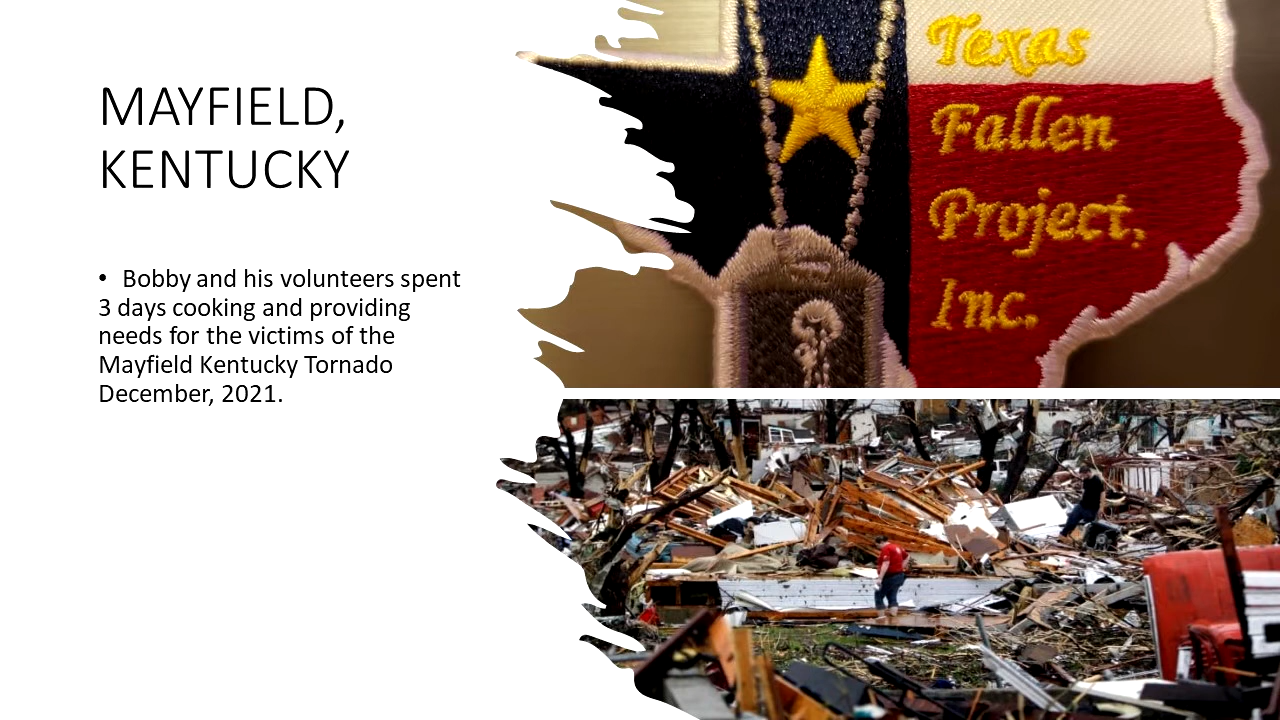 MAYFIELD,
KENTUCKY
• Bobby and his volunteers spent
3 days cooking and providing
needs for the victims of the
Mayfield Kentucky Tornado
December, 2021.
Texas
Fallen
Project,
Inc.